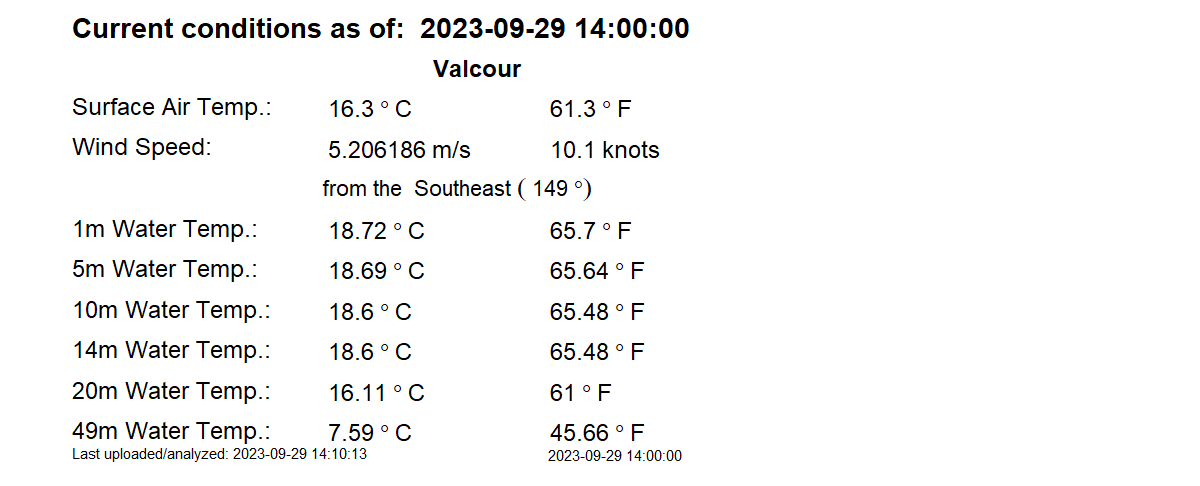 Current conditions as of: 2023-09-29 14:00:00
Valcour
Surface Air Temp.: 16.3 ° C 61.3 ° F
Wind Speed: 5.206186 m/s 10.1 knots
from the Southeast ( 149 °)
1m Water Temp.: 18.72 ° C 65.7 ° F
5m Water Temp.: 18.69 ° C 65.64 ° F
10m Water Temp.: 18.6 ° C 65.48 ° F
14m Water Temp.: 18.6 ° C 65.48 ° F
20m Water Temp.: 16.11 ° C 61 ° F
49m Water Temp.: 7.59 ° C 45.66 ° F
Last uploaded/analyzed: 2023-09-29 14:10:13 2023-09-29 14:00:00